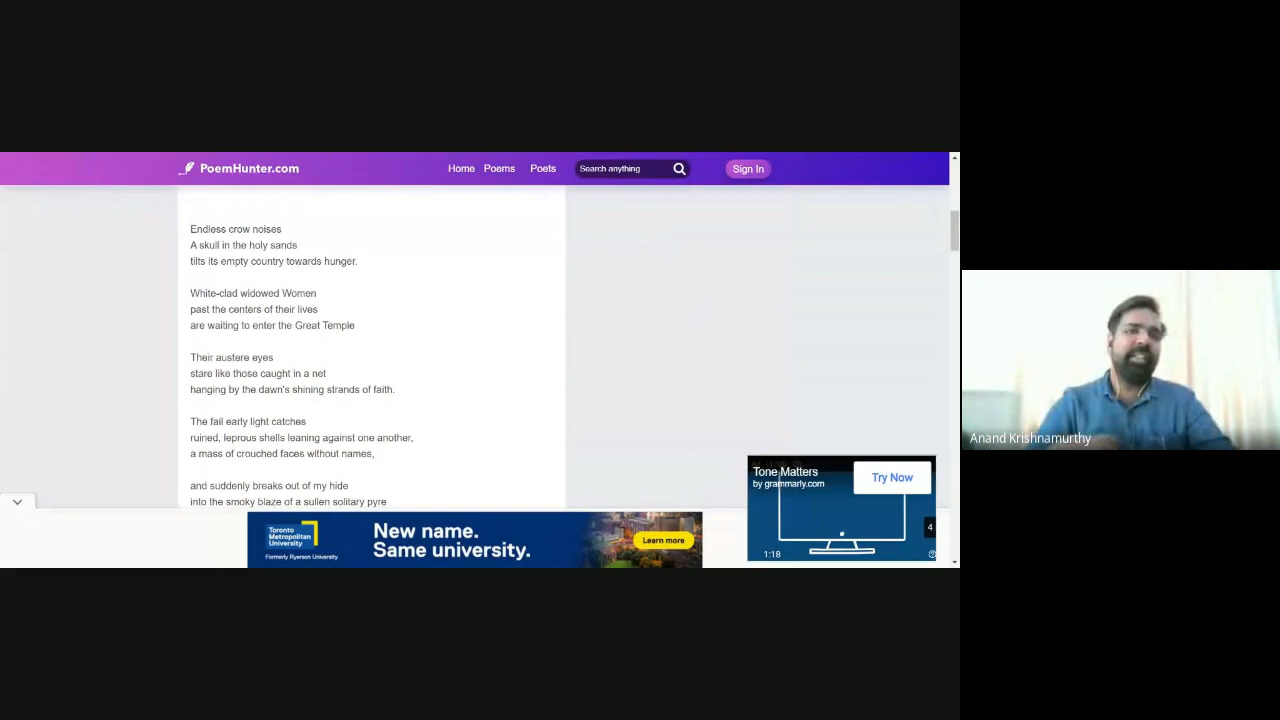 PoemHunter.com
Home
Poems
Poets
Search anything
Sign In
Endless crow noises
A skull in the holy sands
tilts its empty country towards hunger.
White-clad widowed Women
past the centers of their lives
are waiting to enter the Great Temple
Their austere eyes
stare like those caught in a net
hanging by the dawn's shining strands of faith.
The fail early light catches
ruined, leprous shells leaning against one another,
a mass of crouched faces without names,
and suddenly breaks out of my hide
into the smoky blaze of a sullen solitary pyre
Anand Krishnamurthy
Tone Matters
by grammarly.com
Try Now
4
1:18
Toronto
Metropolitan
University
Formerly Ryerson University
New name.
Same university.
Learn more